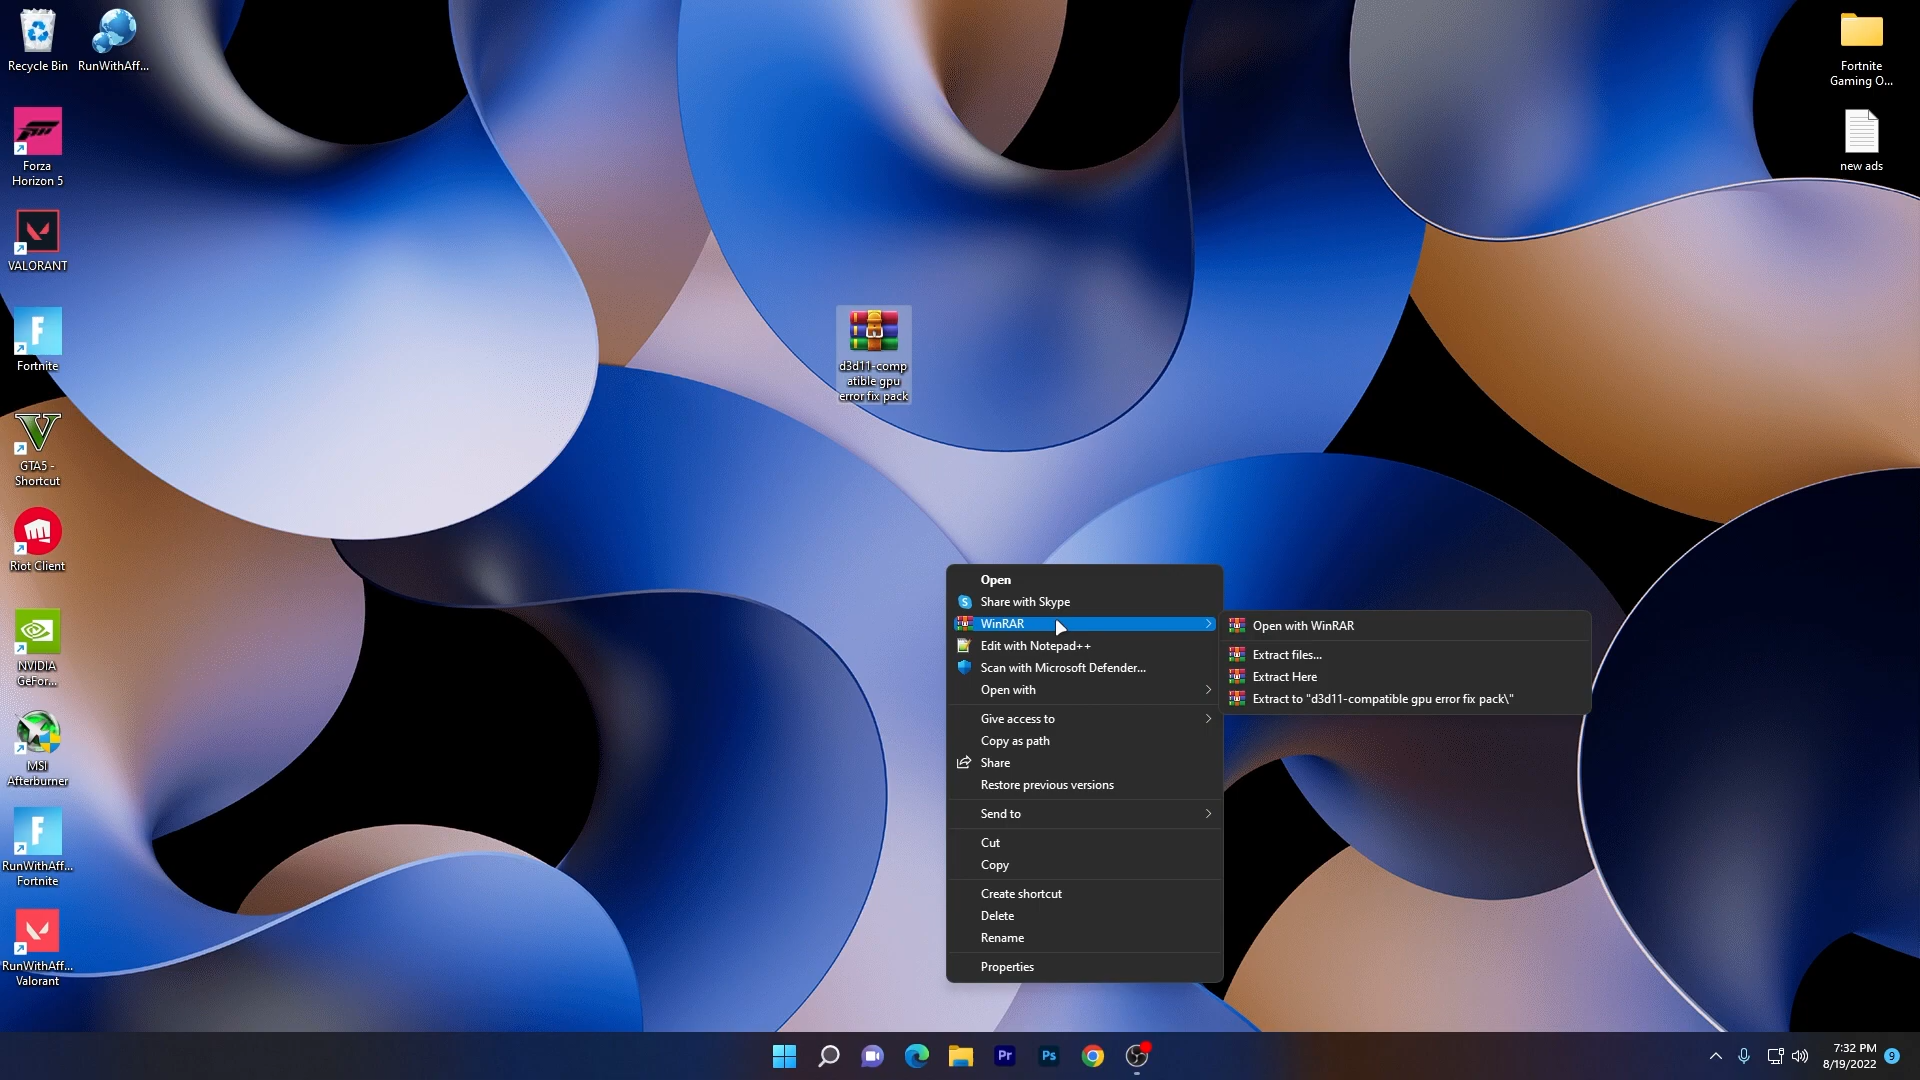 Recycle Bin
RunWithAff...
Forza
Horizon 5
VALORANT
Fortnite
GTA5 -
Shortcut
Riot Client
NVIDIA
GeFor...
MSI
Afterburner
RunWithAff...
Fortnite
RunWithAff...
Valorant
d3d11-comp
atible gpu
error fix pack
Fortnite
Gaming O...
new ads
Open
Share with Skype
WinRAR
Edit with Notepad++
Scan with Microsoft Defender...
Open with
Give access to
Copy as path
Share
Restore previous versions
Send to
Cut
Copy
Create shortcut
Delete
Rename
Properties
Open with WinRAR
Extract files...
Extract Here
Extract to "d3d11-compatible gpu error fix pack\"
Pr
Ps
7:32 PM
8/19/2022
9